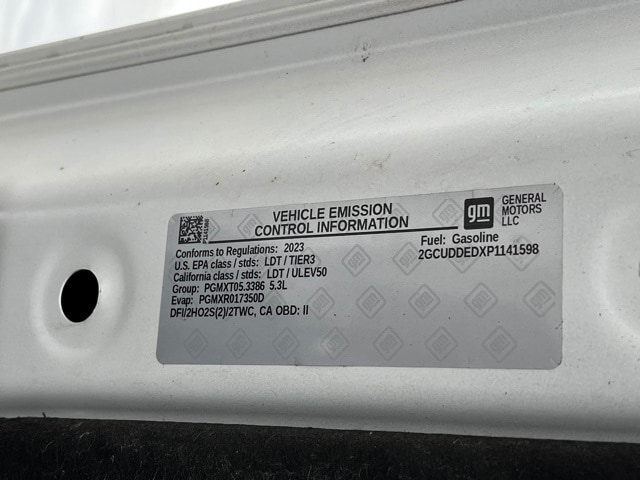 VEHICLE EMISSION
CONTROL INFORMATION
gm
GENERAL
MOTORS
LLC
Conforms to Regulations: 2023
U.S. EPA class / stds: LDT / TIER3
California class / stds: LDT / ULEV50
Group: PGMXT05.3386 5.3L
Evap: PGMXR017350D
DFI/2HO2S(2)/2TWC, CA OBD: II
Fuel: Gasoline
2GCUDDEDXP1141598